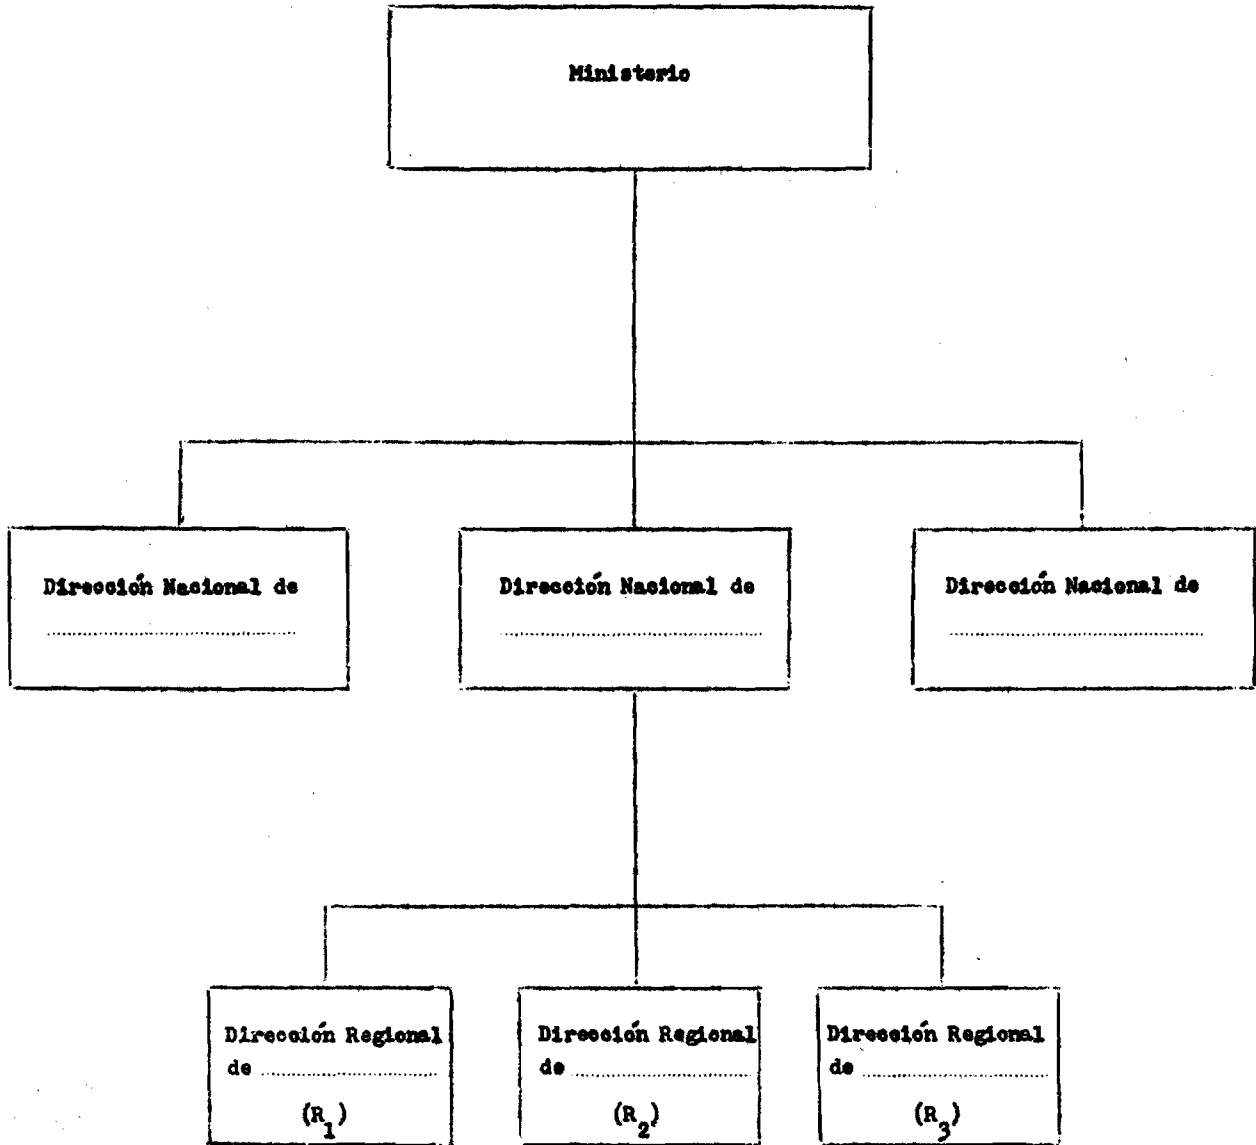 Ministerio
Dirección Nacional de
........................................
Dirección Nacional de
........................................
Dirección Nacional de
........................................
Dirección Regional
de ............................
(R₁)
Dirección Regional
de ............................
(R₂)
Dirección Regional
de ............................
(R₃)